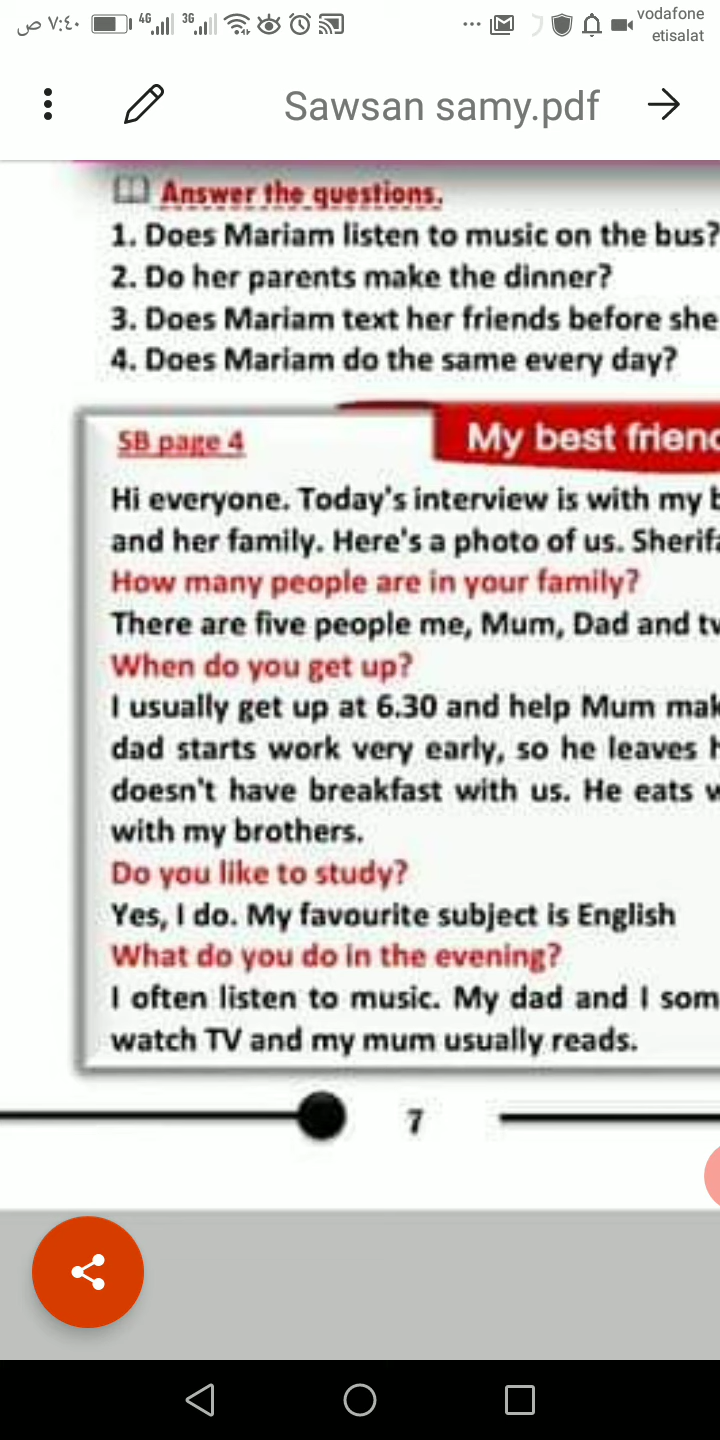 ص ٧:٤٠ 4G 3G ... vodafone
etisalat
Sawsan samy.pdf
Answer the questions.
1. Does Mariam listen to music on the bus?
2. Do her parents make the dinner?
3. Does Mariam text her friends before she
4. Does Mariam do the same every day?
SB page 4
My best
Hi everyone. Today's interview is with my
and her family. Here's a photo of us.
How many people are in your family?
There are five people me, Mum, Dad and
When do you get up?
I usually get up at 6.30 and help Mum
dad starts work very early, so he leaves
doesn't have breakfast with us. He eats
with my brothers.
Do you like to study?
Yes, I do. My favourite subject is English
What do you do in the evening?
I often listen to music. My dad and I
watch TV and my mum usually reads.
7